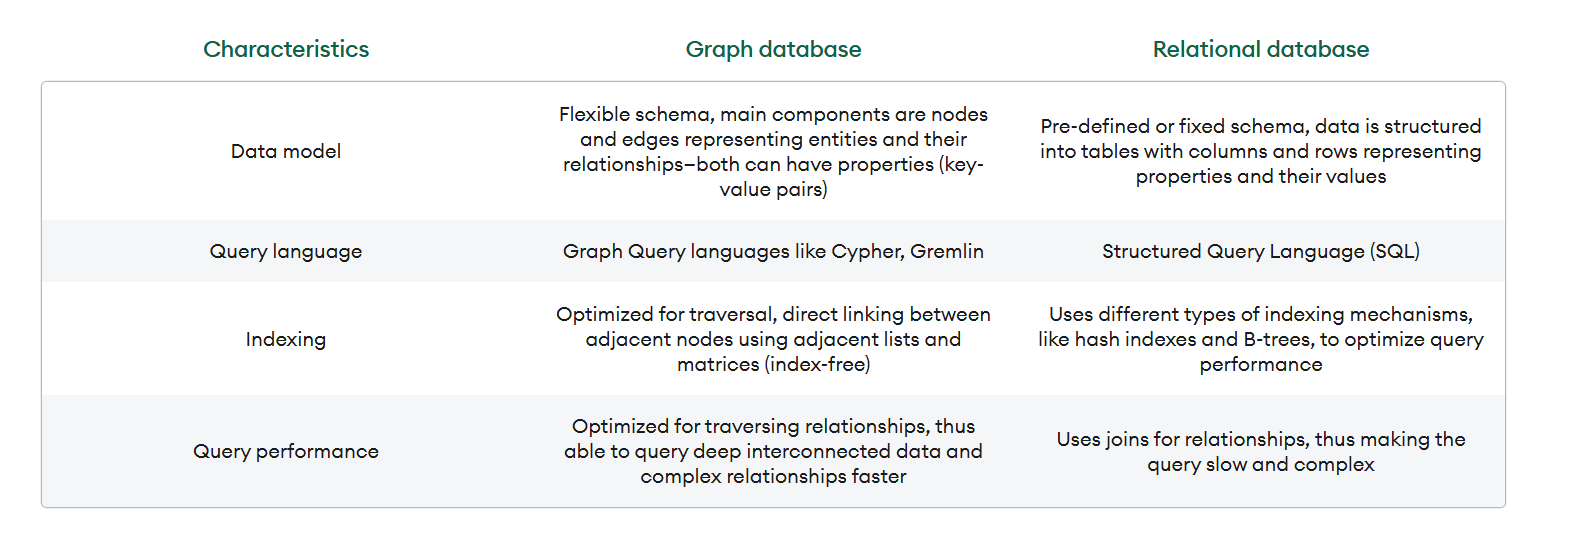 Characteristics
Graph database
Relational database
Data model
Flexible schema, main components are nodes
and edges representing entities and their
relationships—both can have properties (key-
value pairs)
Pre-defined or fixed schema, data is structured
into tables with columns and rows representing
properties and their values
Query language
Graph Query languages like Cypher, Gremlin
Structured Query Language (SQL)
Indexing
Optimized for traversal, direct linking between
adjacent nodes using adjacent lists and
matrices (index-free)
Uses different types of indexing mechanisms,
like hash indexes and B-trees, to optimize query
performance
Query performance
Optimized for traversing relationships, thus
able to query deep interconnected data and
complex relationships faster
Uses joins for relationships, thus making the
query slow and complex